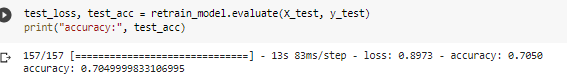 test_loss, test_acc = retrain_model.evaluate(X_test, y_test)
print("accuracy:", test_acc)
157/157 [==============================] - 13s 83ms/step - loss: 0.8973 - accuracy: 0.7050
accuracy: 0.7049999833106995